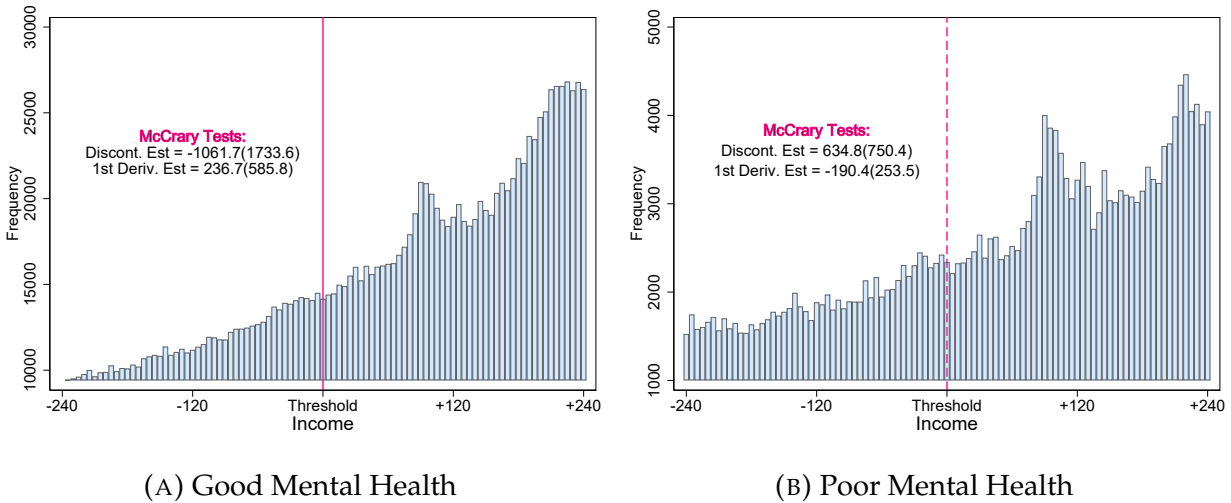 30000
25000
20000
15000
10000
Frequency
McCrary Tests:
Discont. Est = -1061.7(1733.6)
1st Deriv. Est = 236.7(585.8)
-240
-120
Threshold
+120
+240
Income
(A) Good Mental Health
5000
4000
3000
2000
1000
Frequency
McCrary Tests:
Discont. Est = 634.8(750.4)
1st Deriv. Est = -190.4(253.5)
-240
-120
Threshold
+120
+240
Income
(B) Poor Mental Health